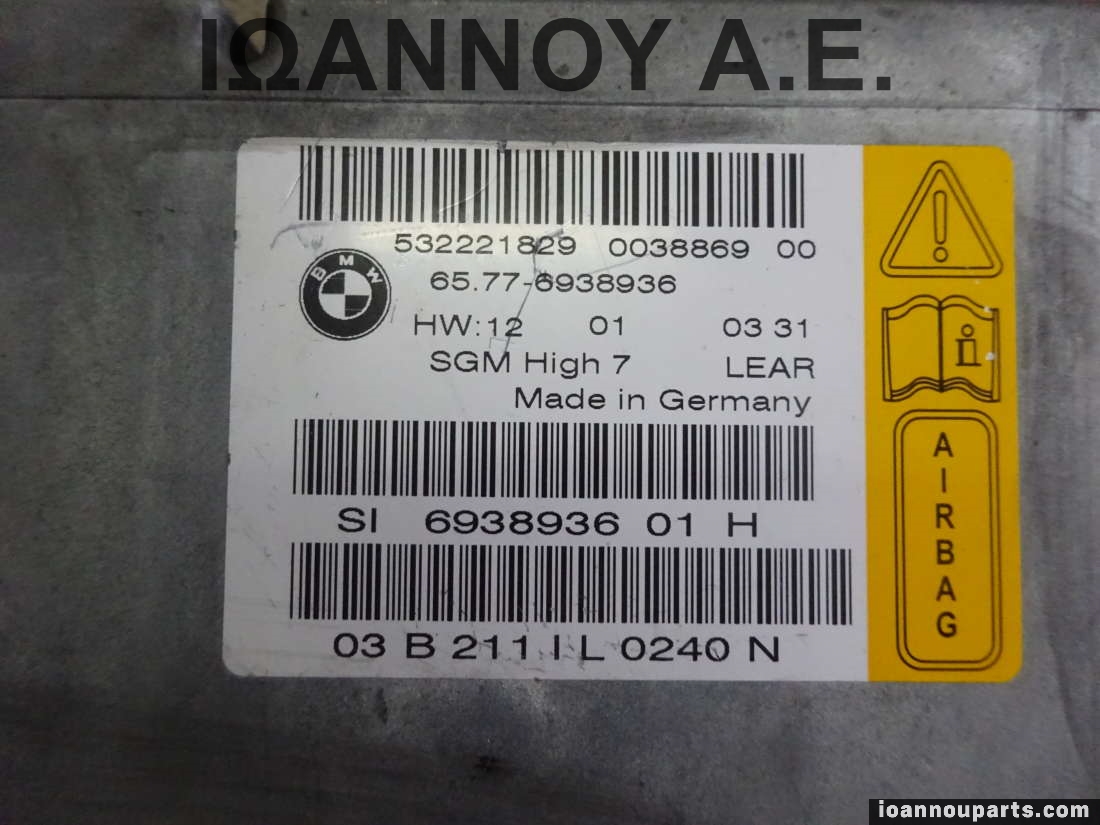 ΙΩΑΝΝΟΥ Α.Ε.
532221829 0038869 00
BMW
65.77-6938936
HW:12 01 03 31
SGM High 7 LEAR
Made in Germany
SI 6938936 01 H
03 B 211 I L 0240 N
i
AIRBAG
ioannouparts.com